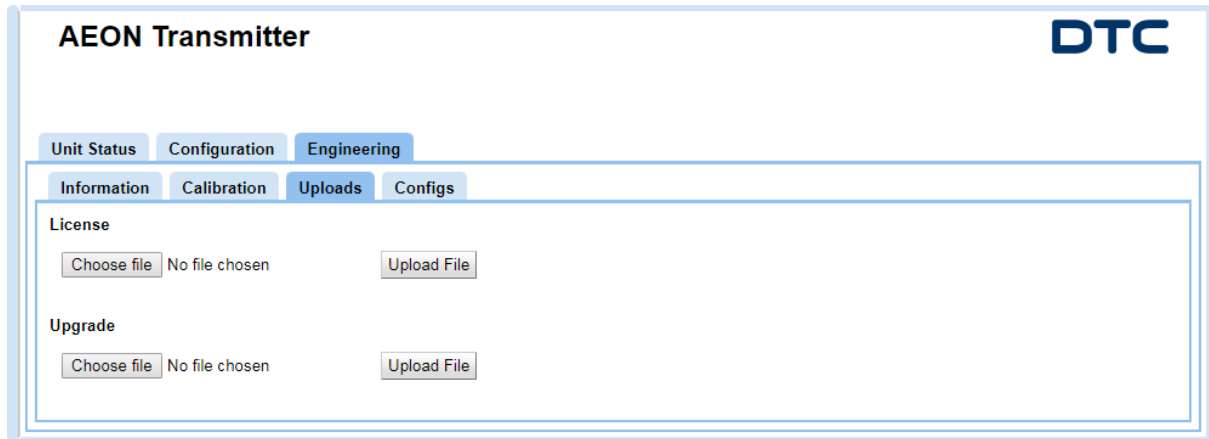 AEON Transmitter
DTC
Unit Status Configuration Engineering
Information Calibration Uploads Configs
License
Choose file No file chosen Upload File
Upgrade
Choose file No file chosen Upload File